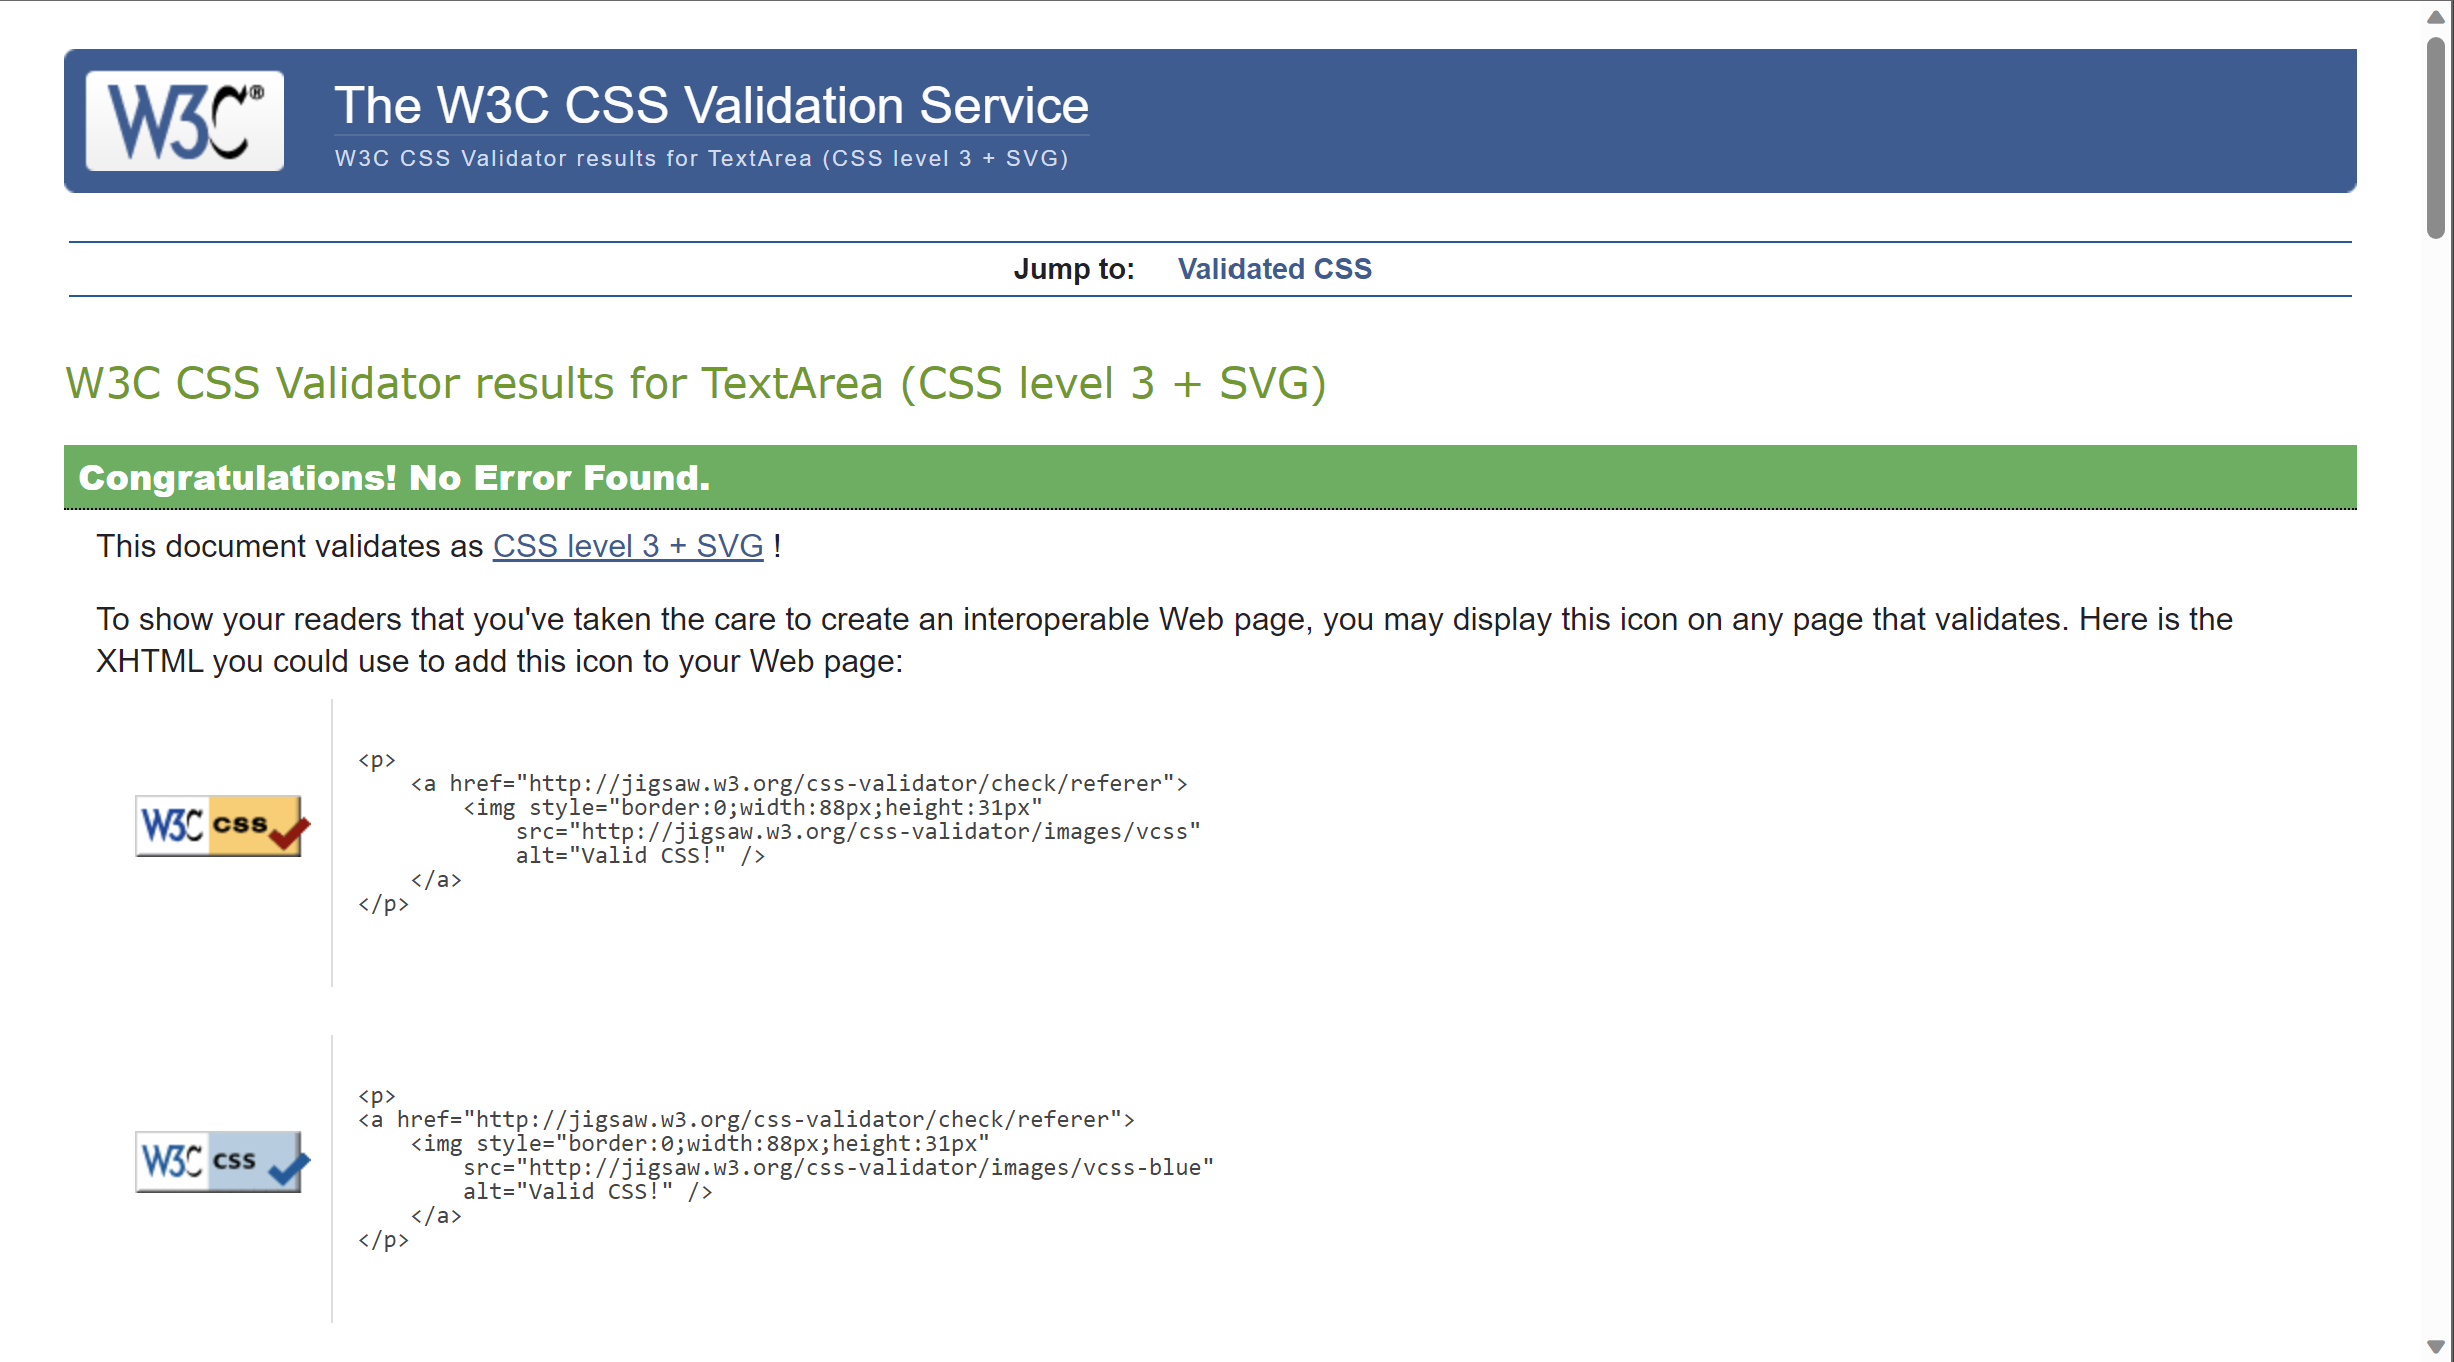 W3C®
The W3C CSS Validation Service
W3C CSS Validator results for TextArea (CSS level 3 + SVG)
Jump to: Validated CSS
W3C CSS Validator results for TextArea (CSS level 3 + SVG)
Congratulations! No Error Found.
This document validates as CSS level 3 + SVG !
To show your readers that you've taken the care to create an interoperable Web page, you may display this icon on any page that validates. Here is the
XHTML you could use to add this icon to your Web page:
W3C css
<p>
    <a href="http://jigsaw.w3.org/css-validator/check/referer">
        <img style="border:0;width:88px;height:31px"
            src="http://jigsaw.w3.org/css-validator/images/vcss"
            alt="Valid CSS!" />
    </a>
</p>
W3C css
<p>
<a href="http://jigsaw.w3.org/css-validator/check/referer">
    <img style="border:0;width:88px;height:31px"
        src="http://jigsaw.w3.org/css-validator/images/vcss-blue"
        alt="Valid CSS!" />
    </a>
</p>